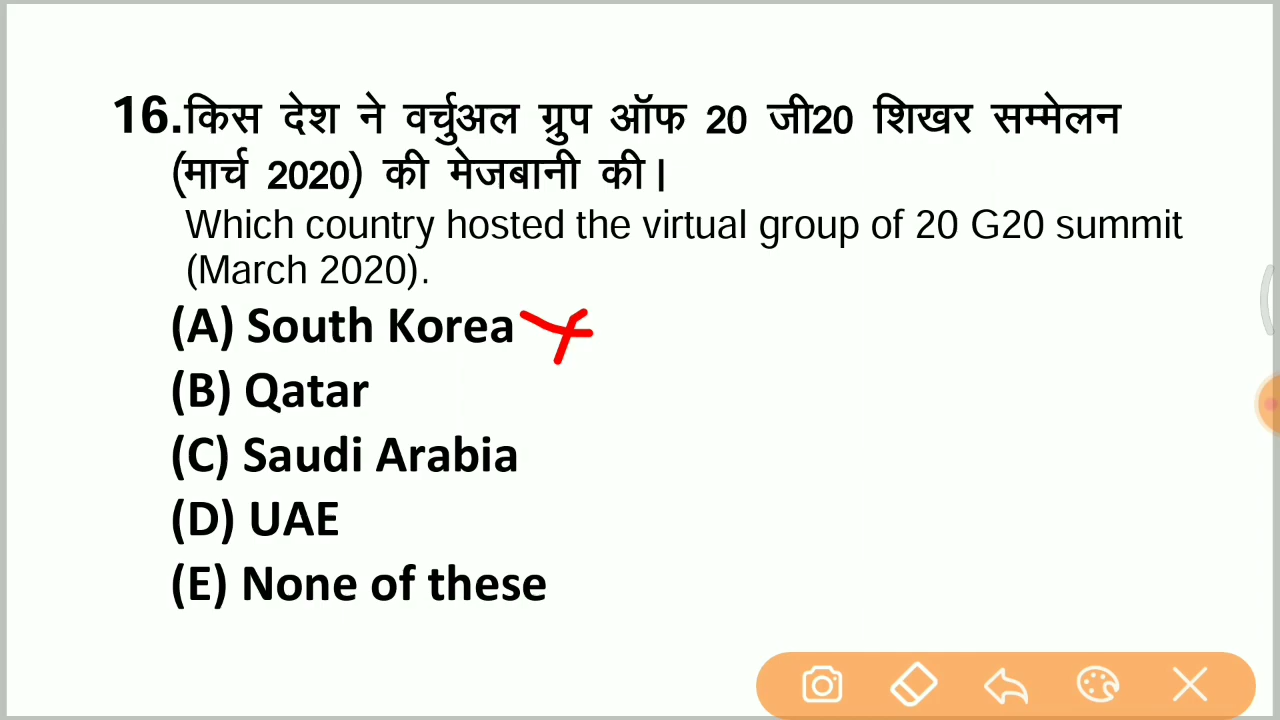 16.किस देश ने वर्चुअल ग्रुप ऑफ 20 जी20 शिखर सम्मेलन
(मार्च 2020) की मेजबानी की।
Which country hosted the virtual group of 20 G20 summit
(March 2020).
(A) South Korea
(B) Qatar
(C) Saudi Arabia
(D) UAE
(E) None of these